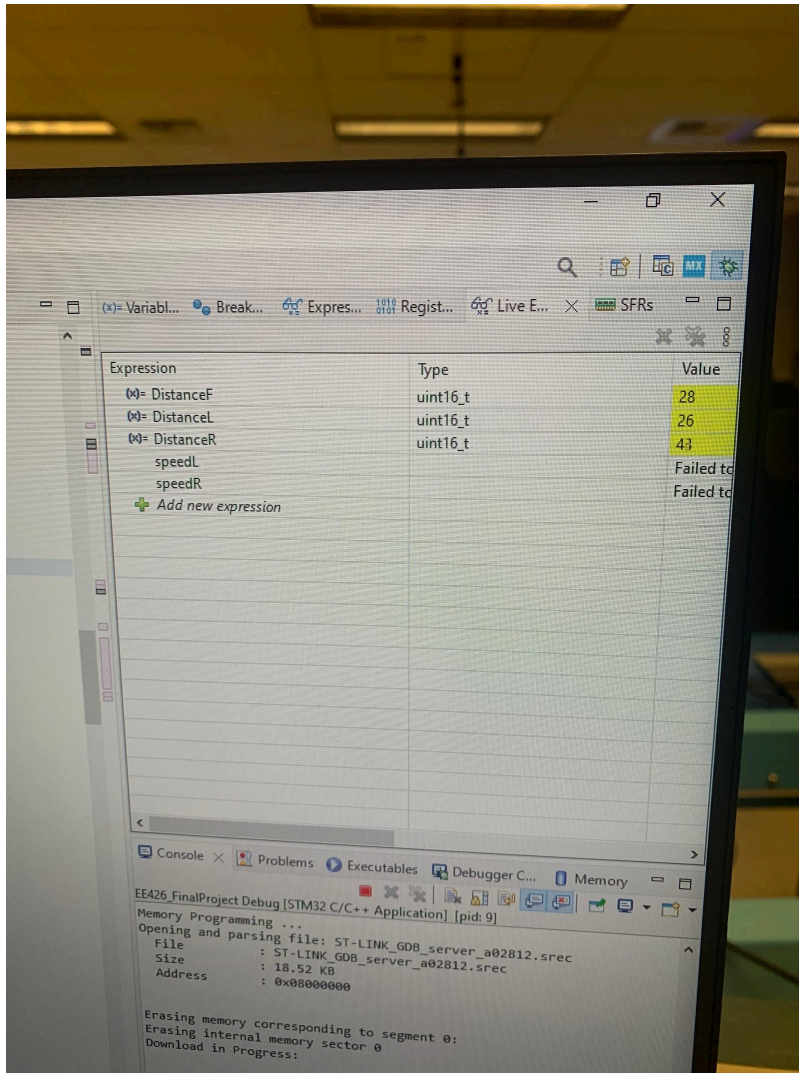 (x)= Variabl... Break... Expres... 1010 0101 Regist... Live E... SFRs
MX
Expression Type Value
(x)= DistanceF uint16_t 28
(x)= DistanceL uint16_t 26
(x)= DistanceR uint16_t
speedL Failed to
speedR Failed to
Add new expression
Console Problems Executables Debugger C... Memory
EE426_FinalProject Debug [STM32 C/C++ Application] [pid: 9]
Memory Programming ...
Opening and parsing file: ST-LINK_GDB_server_a02812.srec
File : ST-LINK_GDB_server_a02812.srec
Size : 18.52 KB
Address : 0x08000000
Erasing memory corresponding to segment 0:
Erasing internal memory sector 0
Download in Progress: